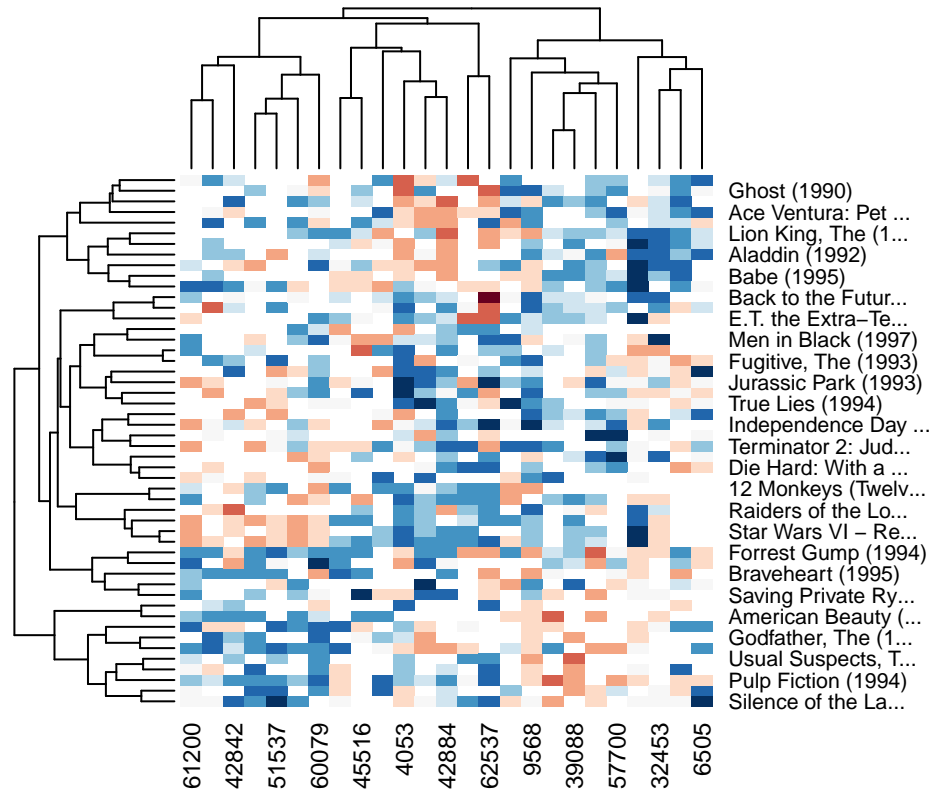 Ghost (1990)
Ace Ventura: Pet ...
Lion King, The (1...
Aladdin (1992)
Babe (1995)
Back to the Futur...
E.T. the Extra−Te...
Men in Black (1997)
Fugitive, The (1993)
Jurassic Park (1993)
True Lies (1994)
Independence Day ...
Terminator 2: Jud...
Die Hard: With a ...
12 Monkeys (Twelv...
Raiders of the Lo...
Star Wars VI − Re...
Forrest Gump (1994)
Braveheart (1995)
Saving Private Ry...
American Beauty (...
Godfather, The (1...
Usual Suspects, T...
Pulp Fiction (1994)
Silence of the La...
61200
42842
51537
60079
45516
4053
42884
62537
9568
39088
57700
32453
6505